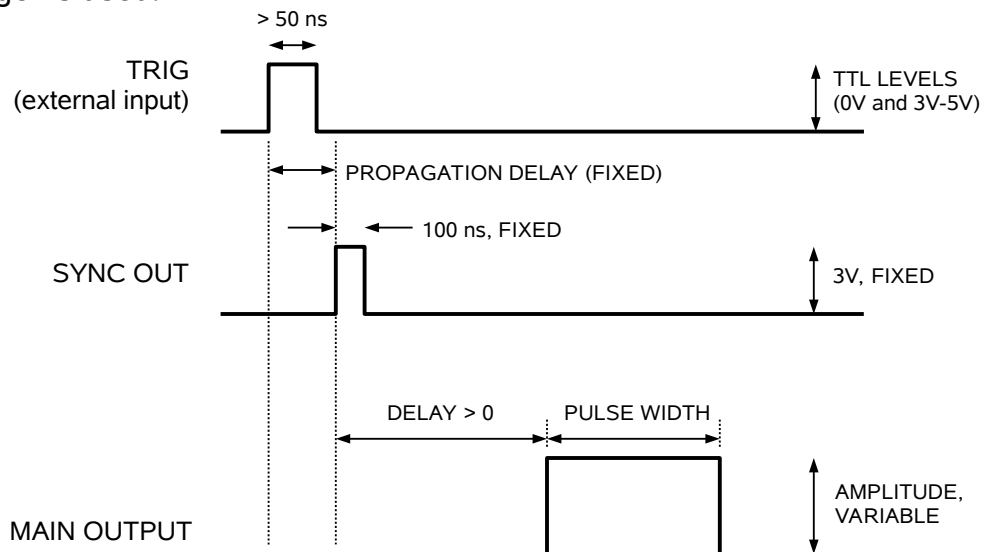 > 50 ns
TRIG
(external input)
TTL LEVELS
(0V and 3V-5V)
PROPAGATION DELAY (FIXED)
100 ns, FIXED
SYNC OUT
3V, FIXED
DELAY > 0
PULSE WIDTH
AMPLITUDE,
VARIABLE
MAIN OUTPUT